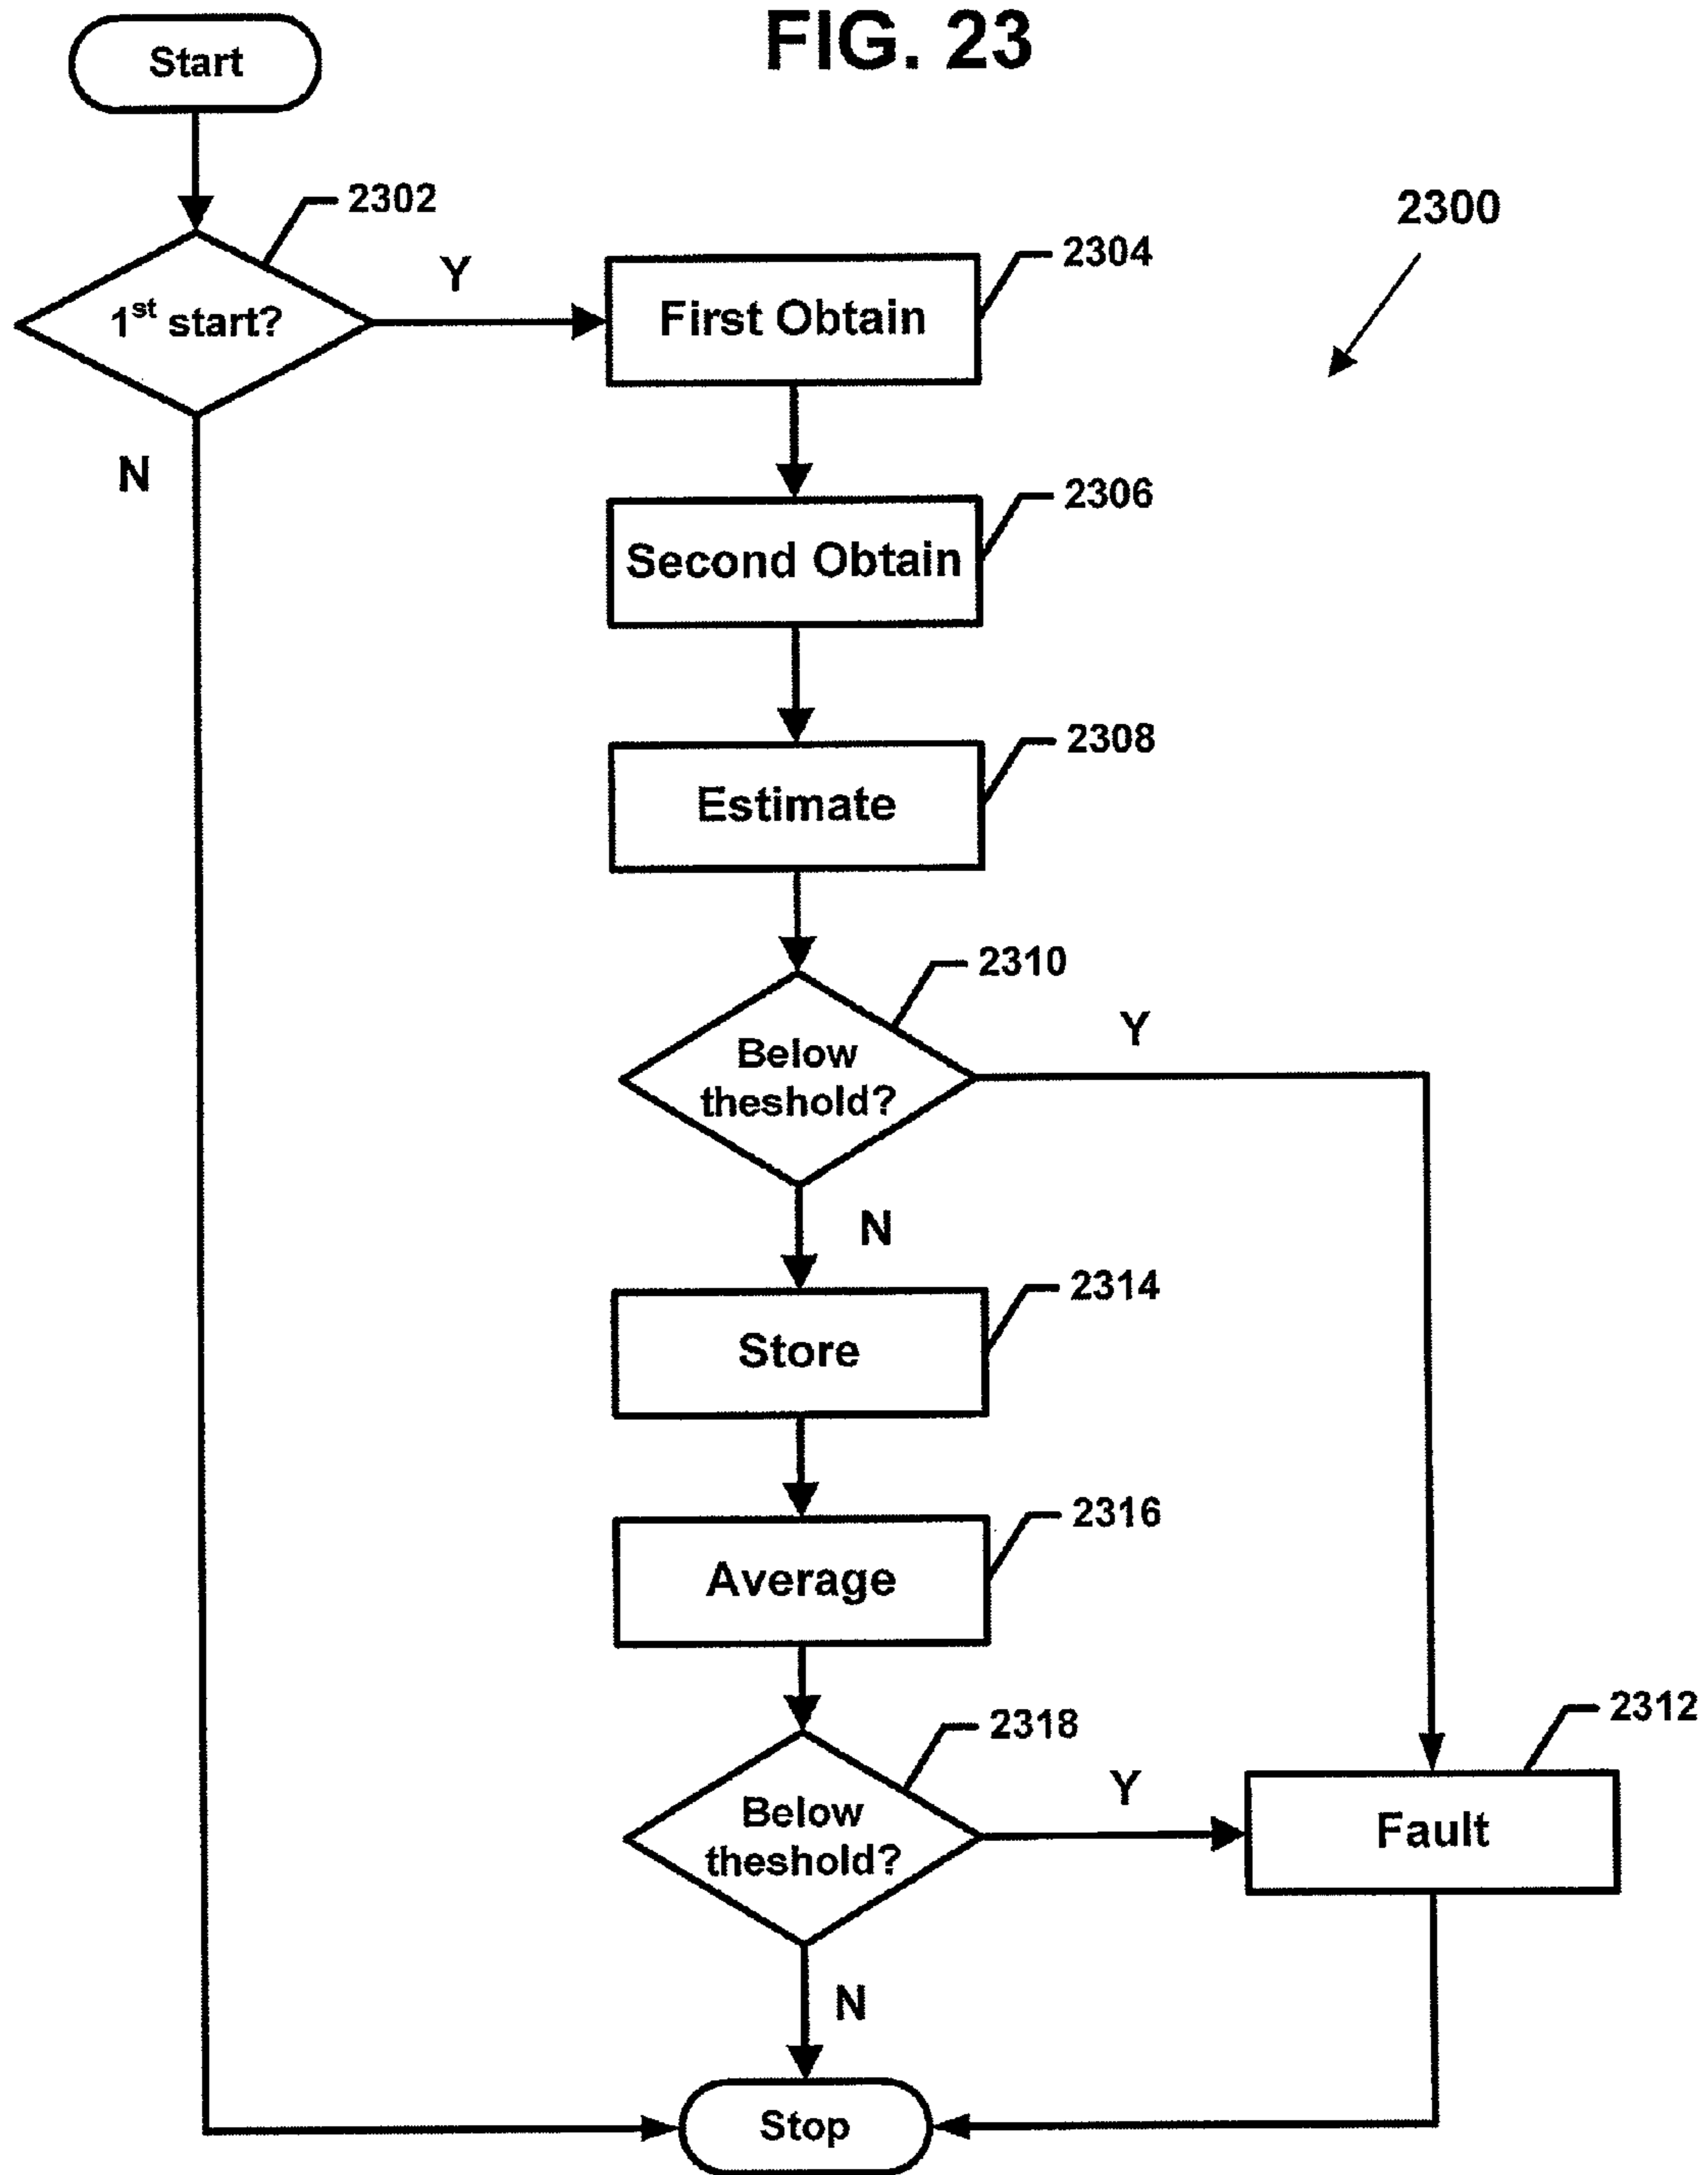 FIG. 23
Start
2302
2300
1st start?
Y
2304
First Obtain
N
2306
Second Obtain
2308
Estimate
2310
Below
theshold?
Y
N
2314
Store
2316
Average
2318
Below
theshold?
Y
2312
Fault
N
Stop